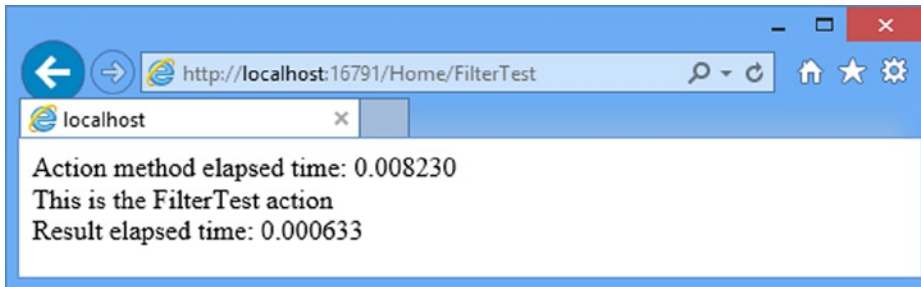 http://localhost:16791/Home/FilterTest
localhost
Action method elapsed time: 0.008230
This is the FilterTest action
Result elapsed time: 0.000633